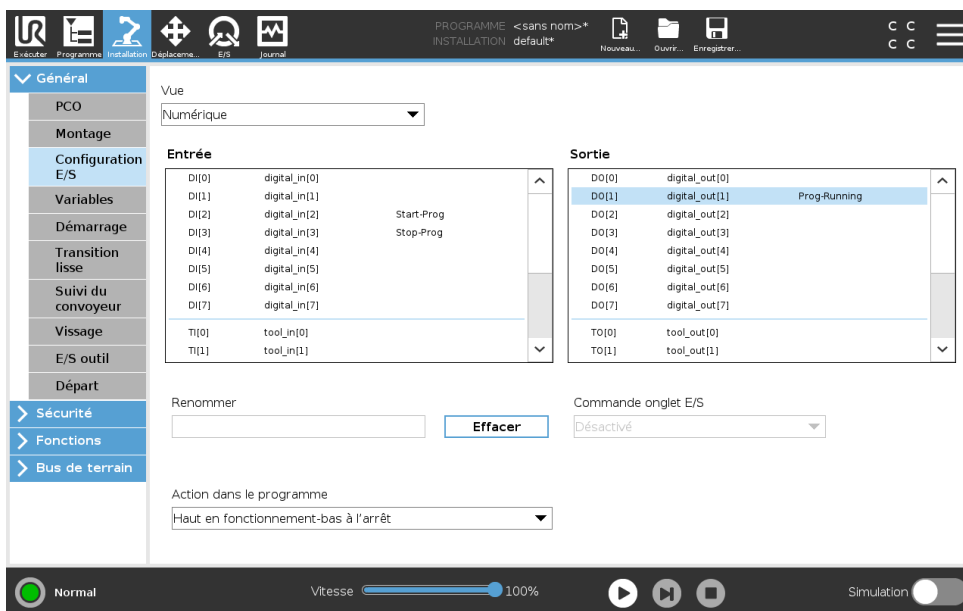 UR
PROGRAMME <sans nom>*
INSTALLATION default*
C C
C C
Exécuter Programme Installation Déplaceme... E/S Journal
Nouveau... Ouvrir... Enregistrer...
Général
PCO
Montage
Configuration
E/S
Variables
Démarrage
Transition
lisse
Suivi du
convoyeur
Vissage
E/S outil
Départ
Sécurité
Fonctions
Bus de terrain
Vue
Numérique
Entrée
DI[0] digital_in[0]
DI[1] digital_in[1]
DI[2] digital_in[2] Start-Prog
DI[3] digital_in[3] Stop-Prog
DI[4] digital_in[4]
DI[5] digital_in[5]
DI[6] digital_in[6]
DI[7] digital_in[7]
TI[0] tool_in[0]
TI[1] tool_in[1]
Sortie
DO[0] digital_out[0]
DO[1] digital_out[1] Prog-Running
DO[2] digital_out[2]
DO[3] digital_out[3]
DO[4] digital_out[4]
DO[5] digital_out[5]
DO[6] digital_out[6]
DO[7] digital_out[7]
TO[0] tool_out[0]
TO[1] tool_out[1]
Renommer
Effacer
Commande onglet E/S
Désactivé
Action dans le programme
Haut en fonctionnement-bas à l'arrêt
Normal
Vitesse 100%
Simulation